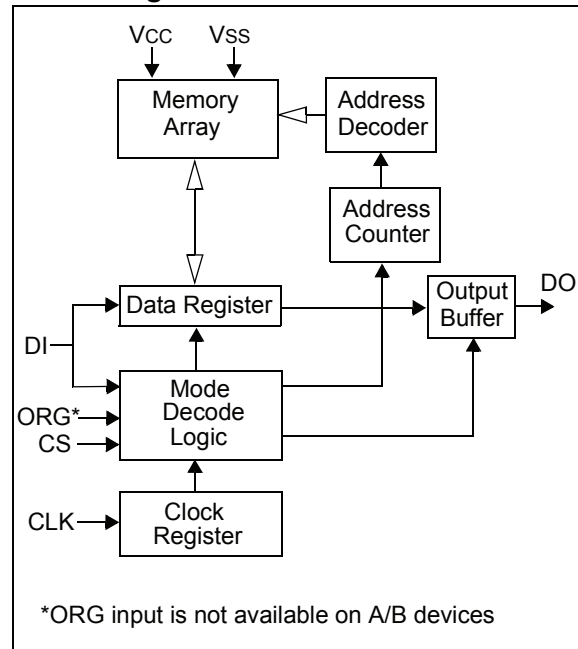 VCC VSS
Memory
Array
Address
Decoder
Address
Counter
Data Register
Output
Buffer
DO
DI
ORG*
CS
Mode
Decode
Logic
CLK
Clock
Register
*ORG input is not available on A/B devices